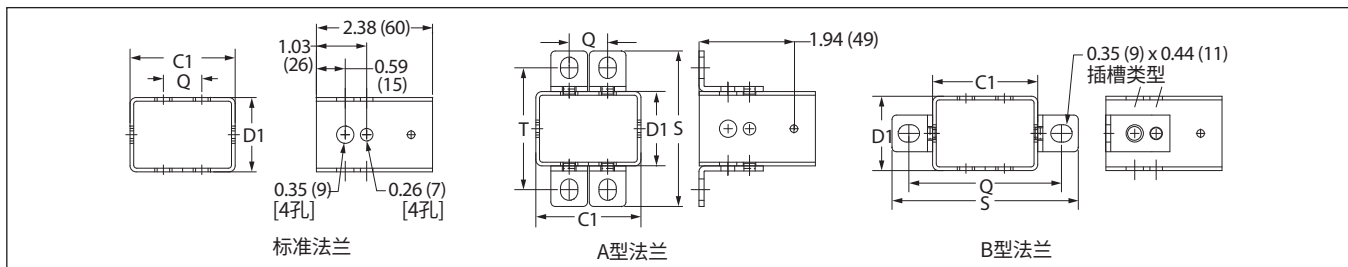 2.38 (60)
1.03
(26)
0.59
(15)
C1
Q
D1
0.35 (9)
[4孔]
0.26 (7)
[4孔]
标准法兰
Q
1.94 (49)
T
D1
S
C1
A型法兰
0.35 (9) x 0.44 (11)
插槽类型
C1
D1
Q
S
B型法兰